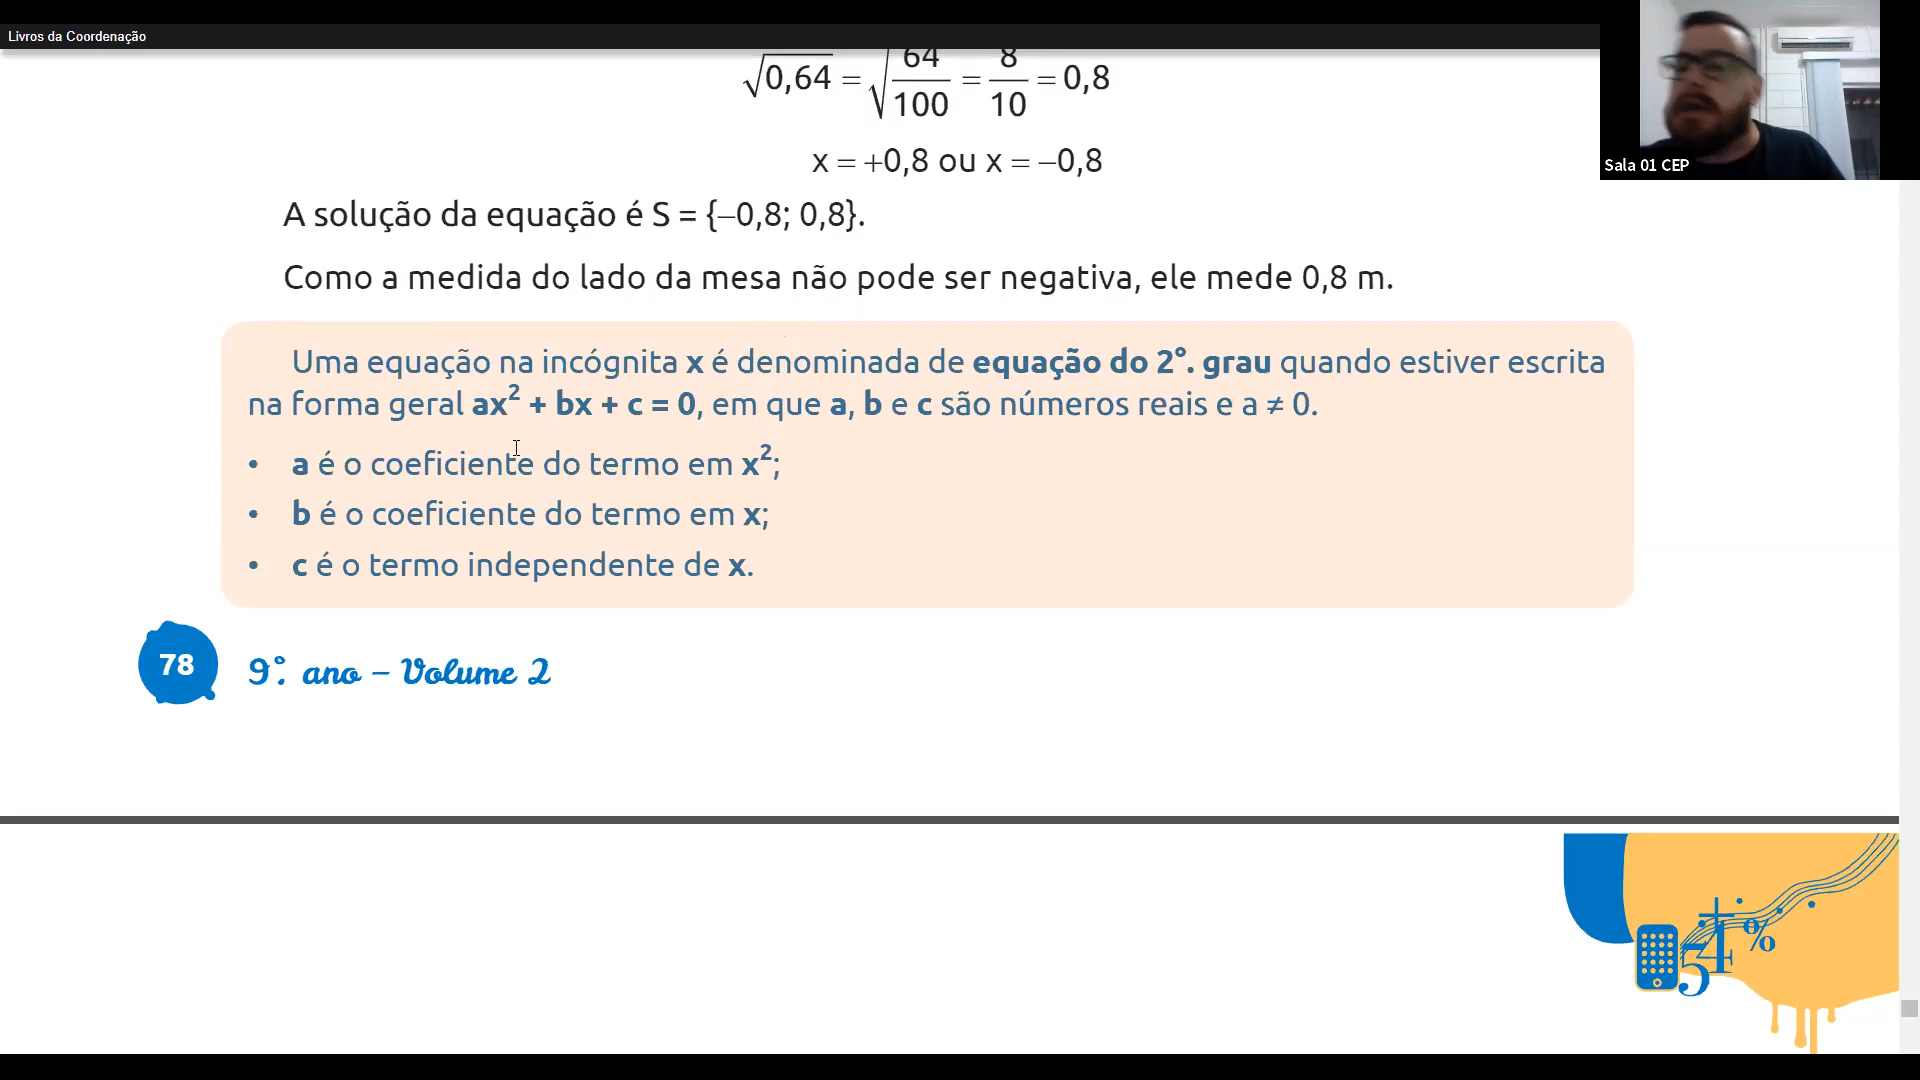 Livros da Coordenação
√0,64 = √64/100 = 8/10 = 0,8
x = +0,8 ou x = −0,8
Sala 01 CEP
A solução da equação é S = {−0,8; 0,8}.
Como a medida do lado da mesa não pode ser negativa, ele mede 0,8 m.
Uma equação na incógnita x é denominada de equação do 2°. grau quando estiver escrita
na forma geral ax² + bx + c = 0, em que a, b e c são números reais e a ≠ 0.
• a é o coeficiente do termo em x²;
• b é o coeficiente do termo em x;
• c é o termo independente de x.
78 9°. ano – Volume 2
+
5 4 %